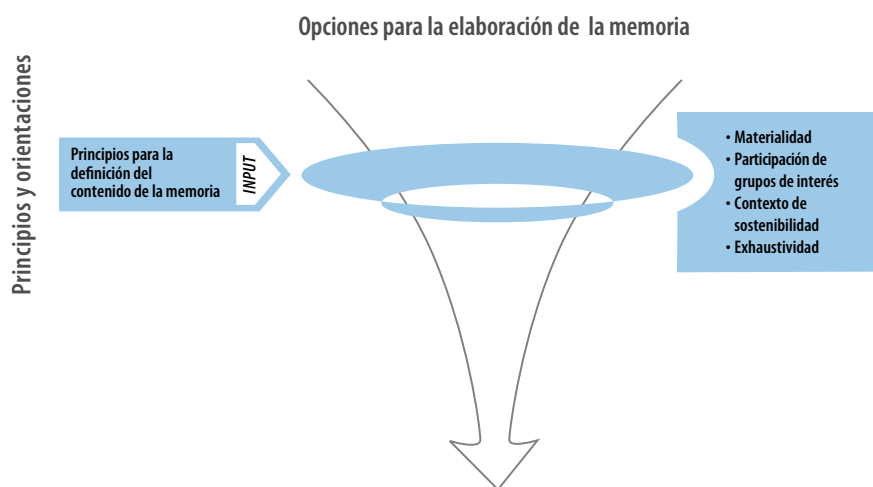 Opciones para la elaboración de la memoria
Principios y orientaciones
Principios para la
definición del
contenido de la memoria
INPUT
• Materialidad
• Participación de
grupos de interés
• Contexto de
sostenibilidad
• Exhaustividad